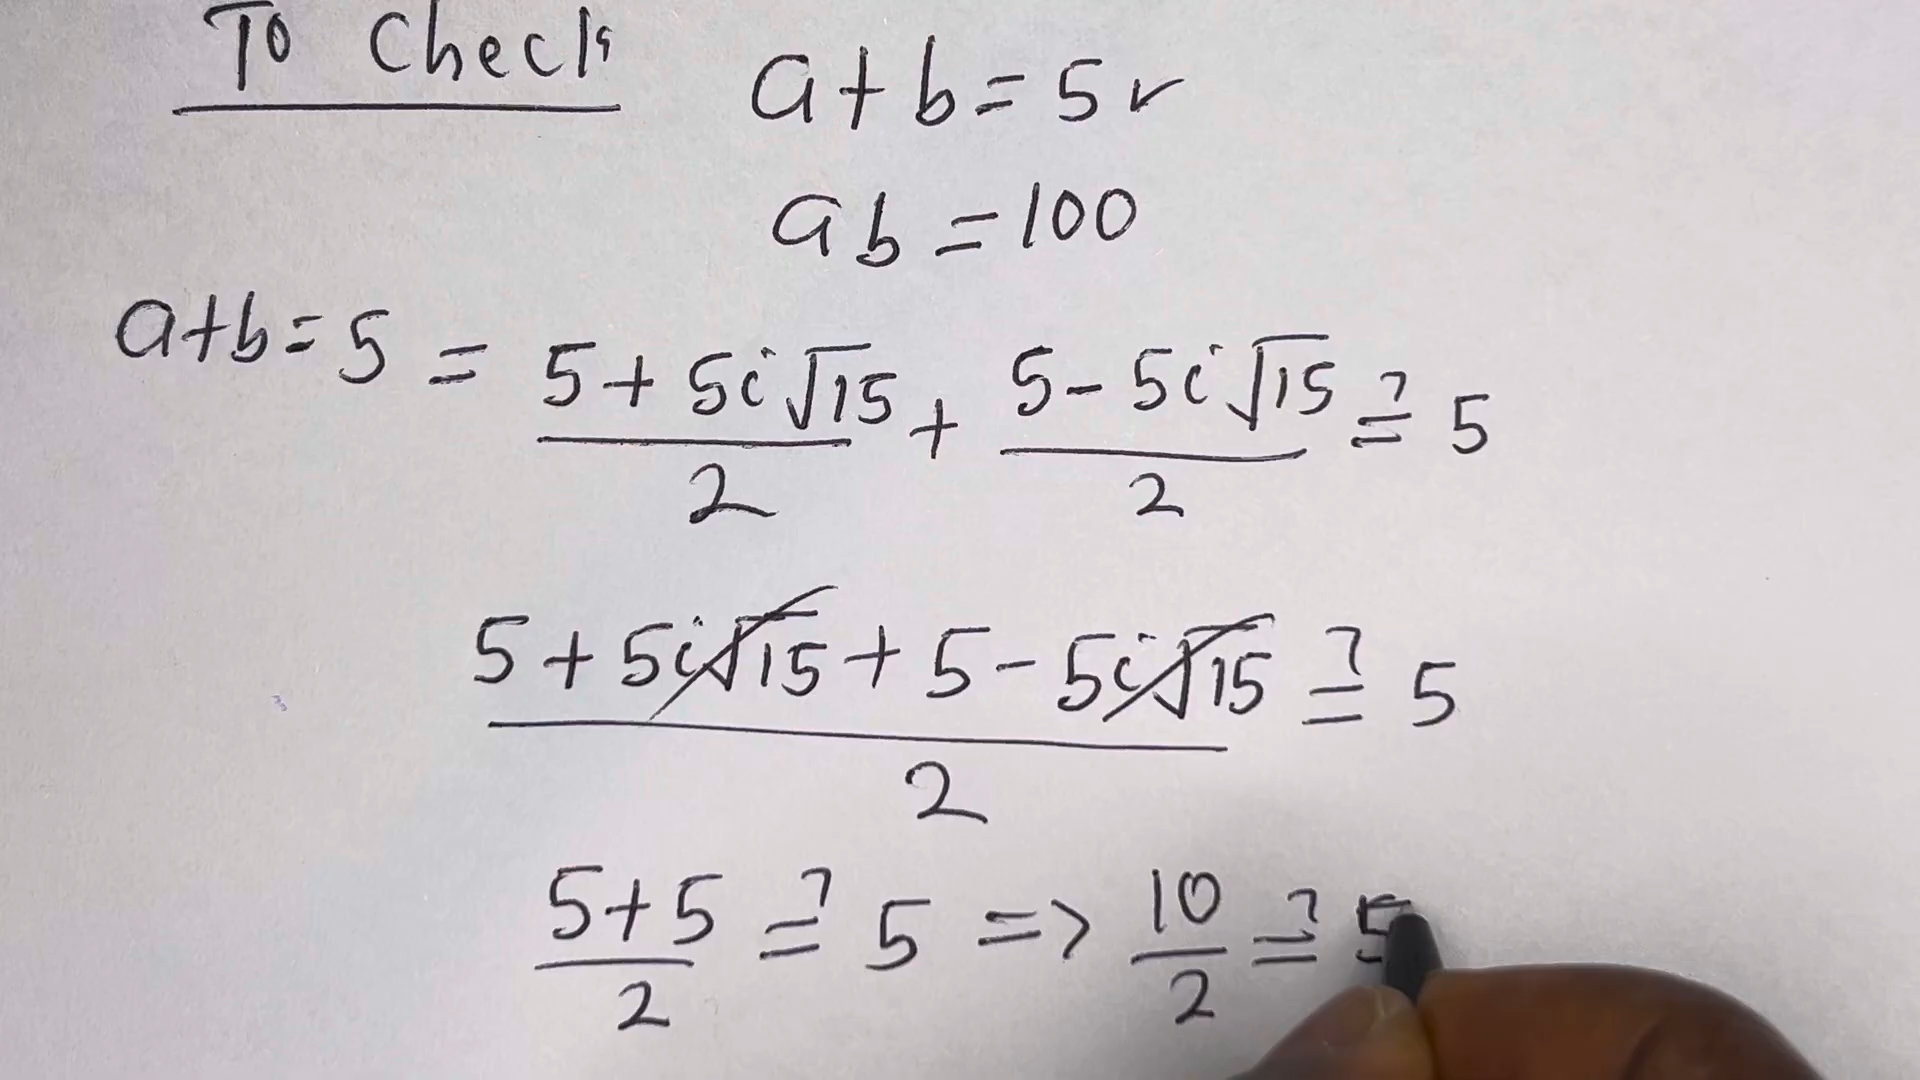 To Check
a+b=5✓
ab=100
a+b=5 = (5+5i√15)/2 + (5-5i√15)/2 ≟ 5
(5+5i√15+5-5i√15)/2 ≟ 5
(5+5)/2 ≟ 5 => 10/2 ≟ 5